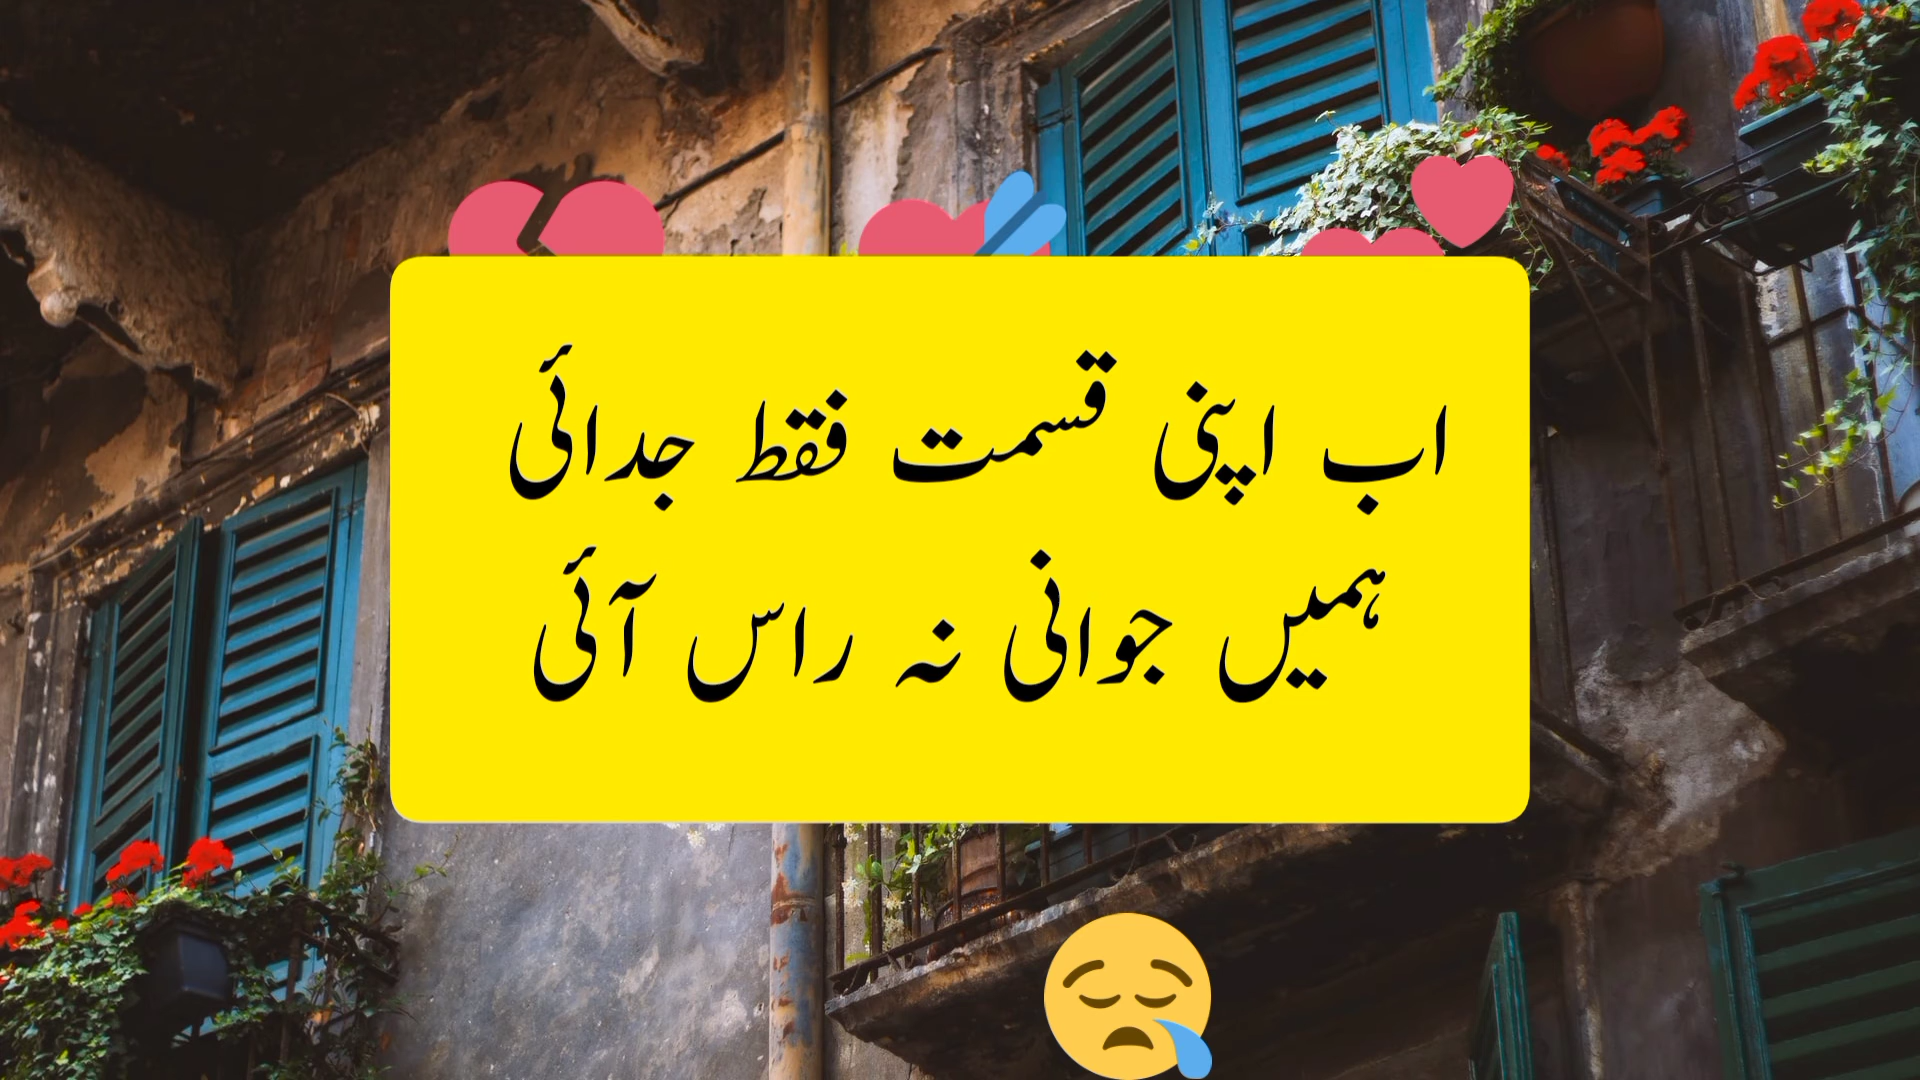 اب اپنی قسمت فقط جدائی
ہمیں جوانی نہ راس آئی